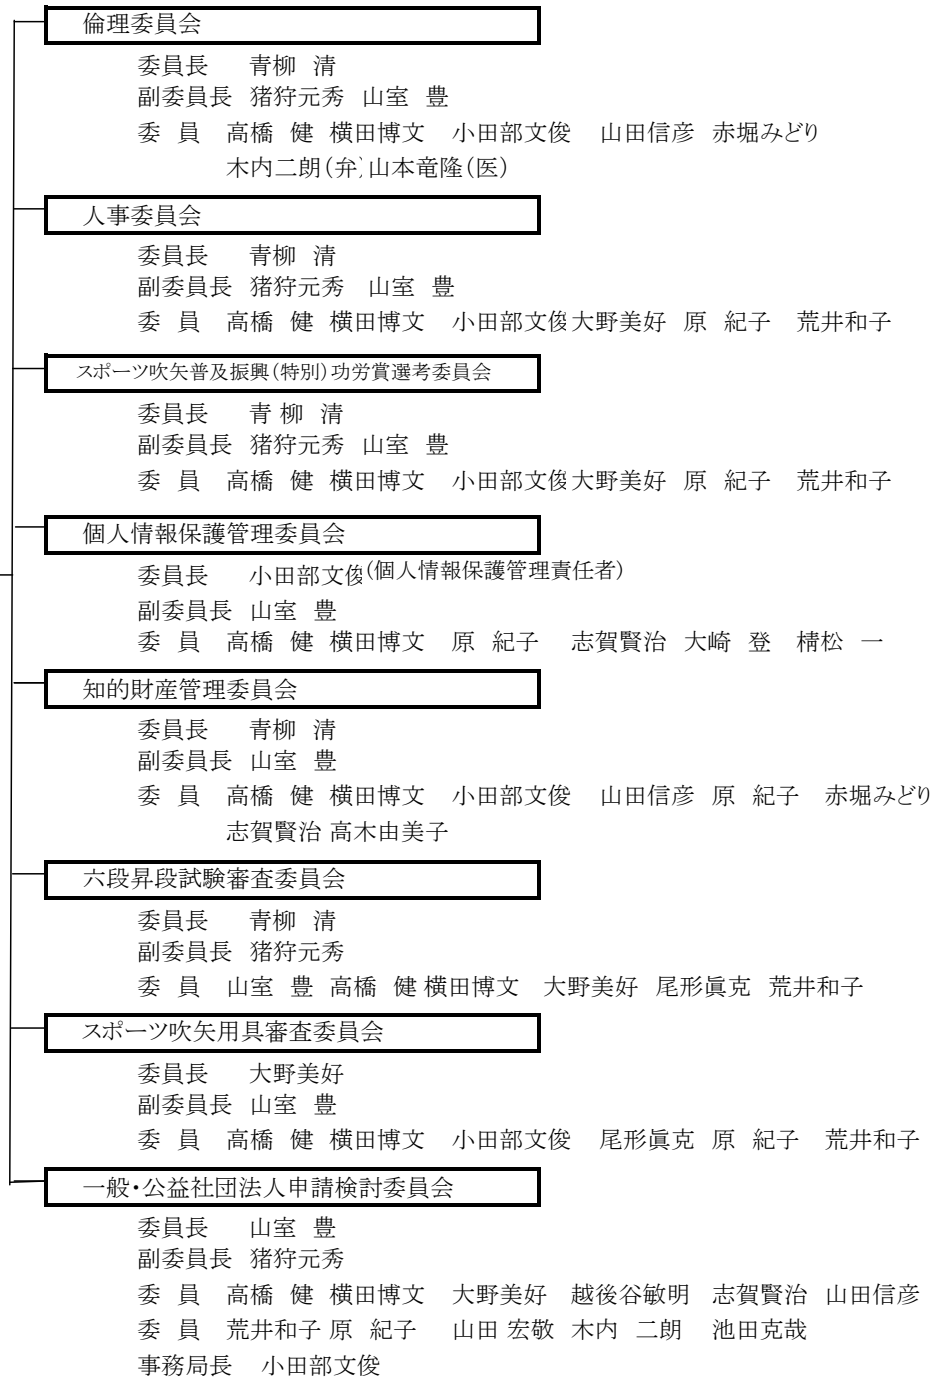 倫理委員会
委員長　青柳　清
副委員長　猪狩元秀　山室　豊
委　員　高橋　健　横田博文　小田部文俊　山田信彦　赤堀みどり
木内二朗(弁)山本竜隆(医)
人事委員会
委員長　青柳　清
副委員長　猪狩元秀　山室　豊
委　員　高橋　健　横田博文　小田部文俊大野美好　原　紀子　荒井和子
スポーツ吹矢普及振興(特別)功労賞選考委員会
委員長　青 柳　清
副委員長　猪狩元秀　山室　豊
委　員　高橋　健　横田博文　小田部文俊大野美好　原　紀子　荒井和子
個人情報保護管理委員会
委員長　小田部文俊(個人情報保護管理責任者)
副委員長　山室　豊
委　員　高橋　健　横田博文　原　紀子　志賀賢治　大崎　登　棈松　一
知的財産管理委員会
委員長　青柳　清
副委員長　山室　豊
委　員　高橋　健　横田博文　小田部文俊　山田信彦　原　紀子　赤堀みどり
志賀賢治　高木由美子
六段昇段試験審査委員会
委員長　青柳　清
副委員長　猪狩元秀
委　員　山室　豊　高橋　健　横田博文　大野美好　尾形眞克　荒井和子
スポーツ吹矢用具審査委員会
委員長　大野美好
副委員長　山室　豊
委　員　高橋　健　横田博文　小田部文俊　尾形眞克　原　紀子　荒井和子
一般・公益社団法人申請検討委員会
委員長　山室　豊
副委員長　猪狩元秀
委　員　高橋　健　横田博文　大野美好　越後谷敏明　志賀賢治　山田信彦
委　員　荒井和子　原　紀子　山田 宏敬　木内　二朗　池田克哉
事務局長　小田部文俊